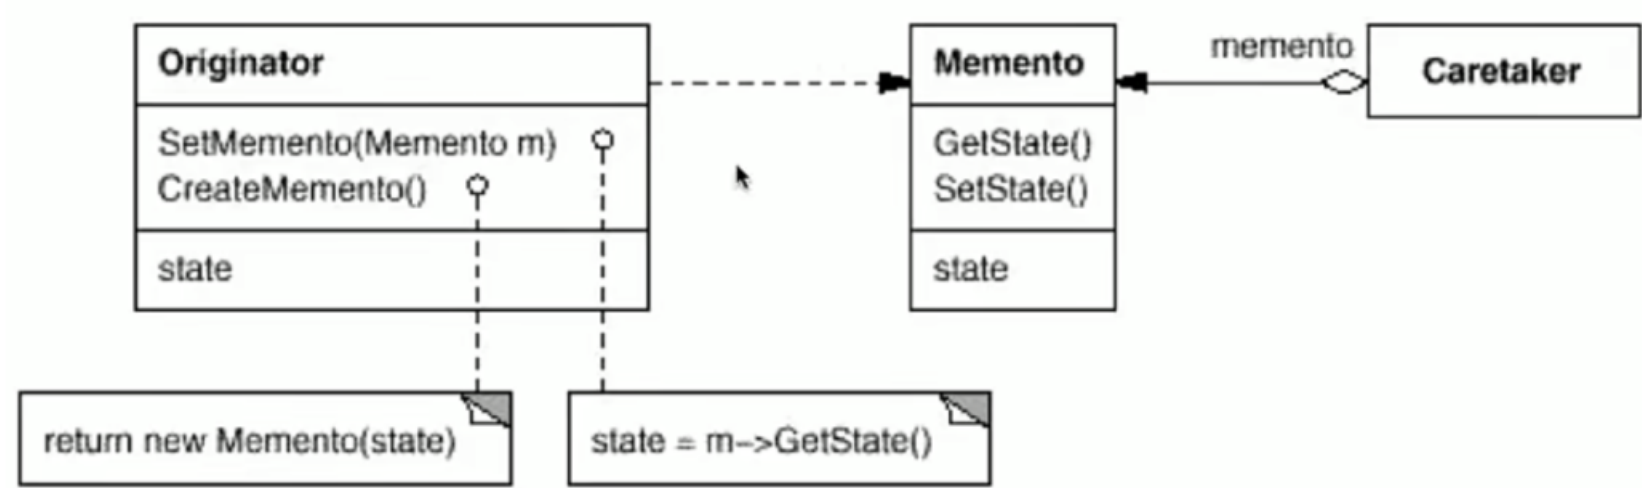 Originator
SetMemento(Memento m)
CreateMemento()
state
return new Memento(state)
state = m->GetState()
Memento
GetState()
SetState()
state
memento
Caretaker